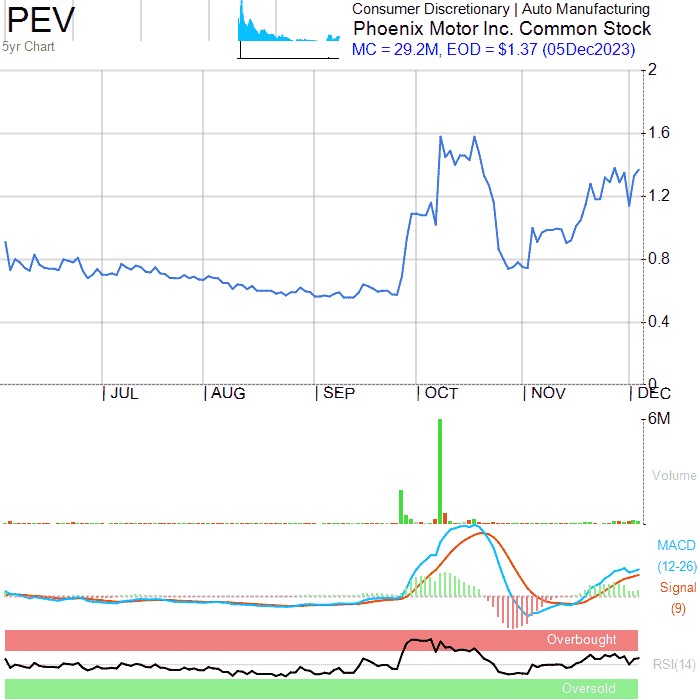 PEV
5yr Chart
Consumer Discretionary | Auto Manufacturing
Phoenix Motor Inc. Common Stock
MC = 29.2M, EOD = $1.37 (05Dec2023)
2
1.6
1.2
0.8
0.4
0
| JUL | AUG | SEP | OCT | NOV | DEC
6M
Volume
MACD
(12-26)
Signal
(9)
Overbought
RSI(14)
Oversold